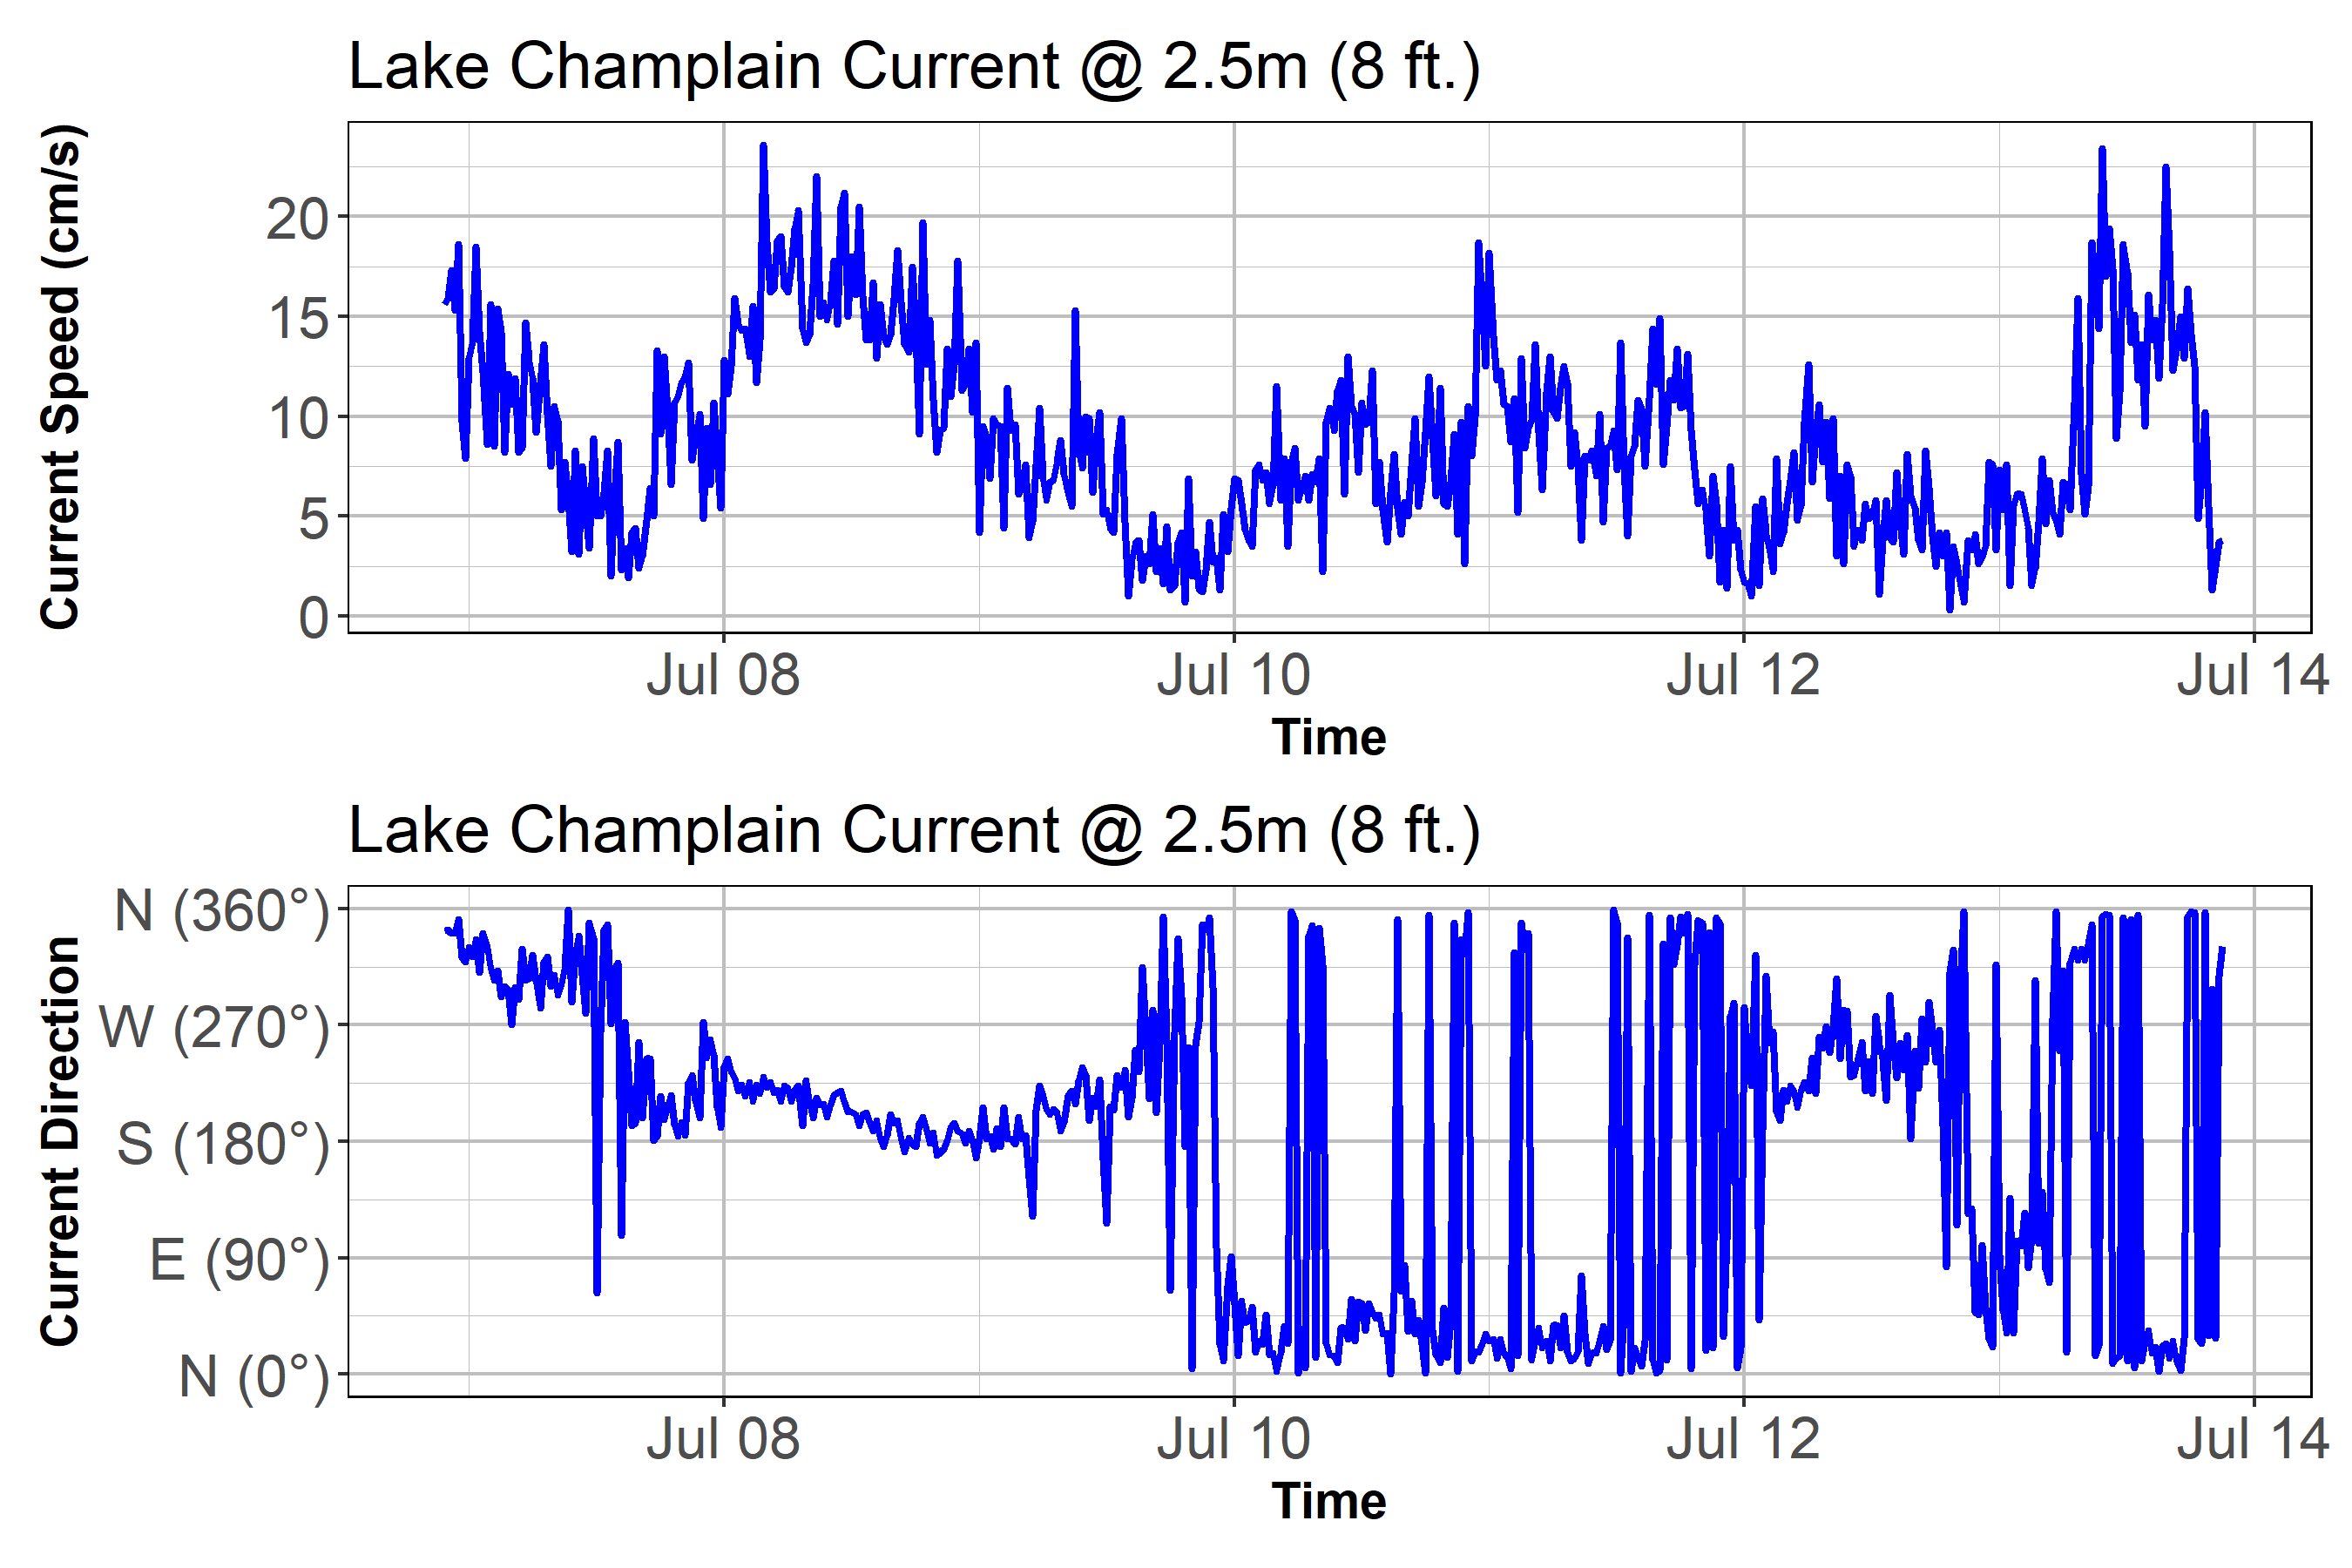 Lake Champlain Current @ 2.5m (8 ft.)
Current Speed (cm/s)
20
15
10
5
0
Jul 08 Jul 10 Jul 12 Jul 14
Time
Lake Champlain Current @ 2.5m (8 ft.)
Current Direction
N (360°)
W (270°)
S (180°)
E (90°)
N (0°)
Jul 08 Jul 10 Jul 12 Jul 14
Time